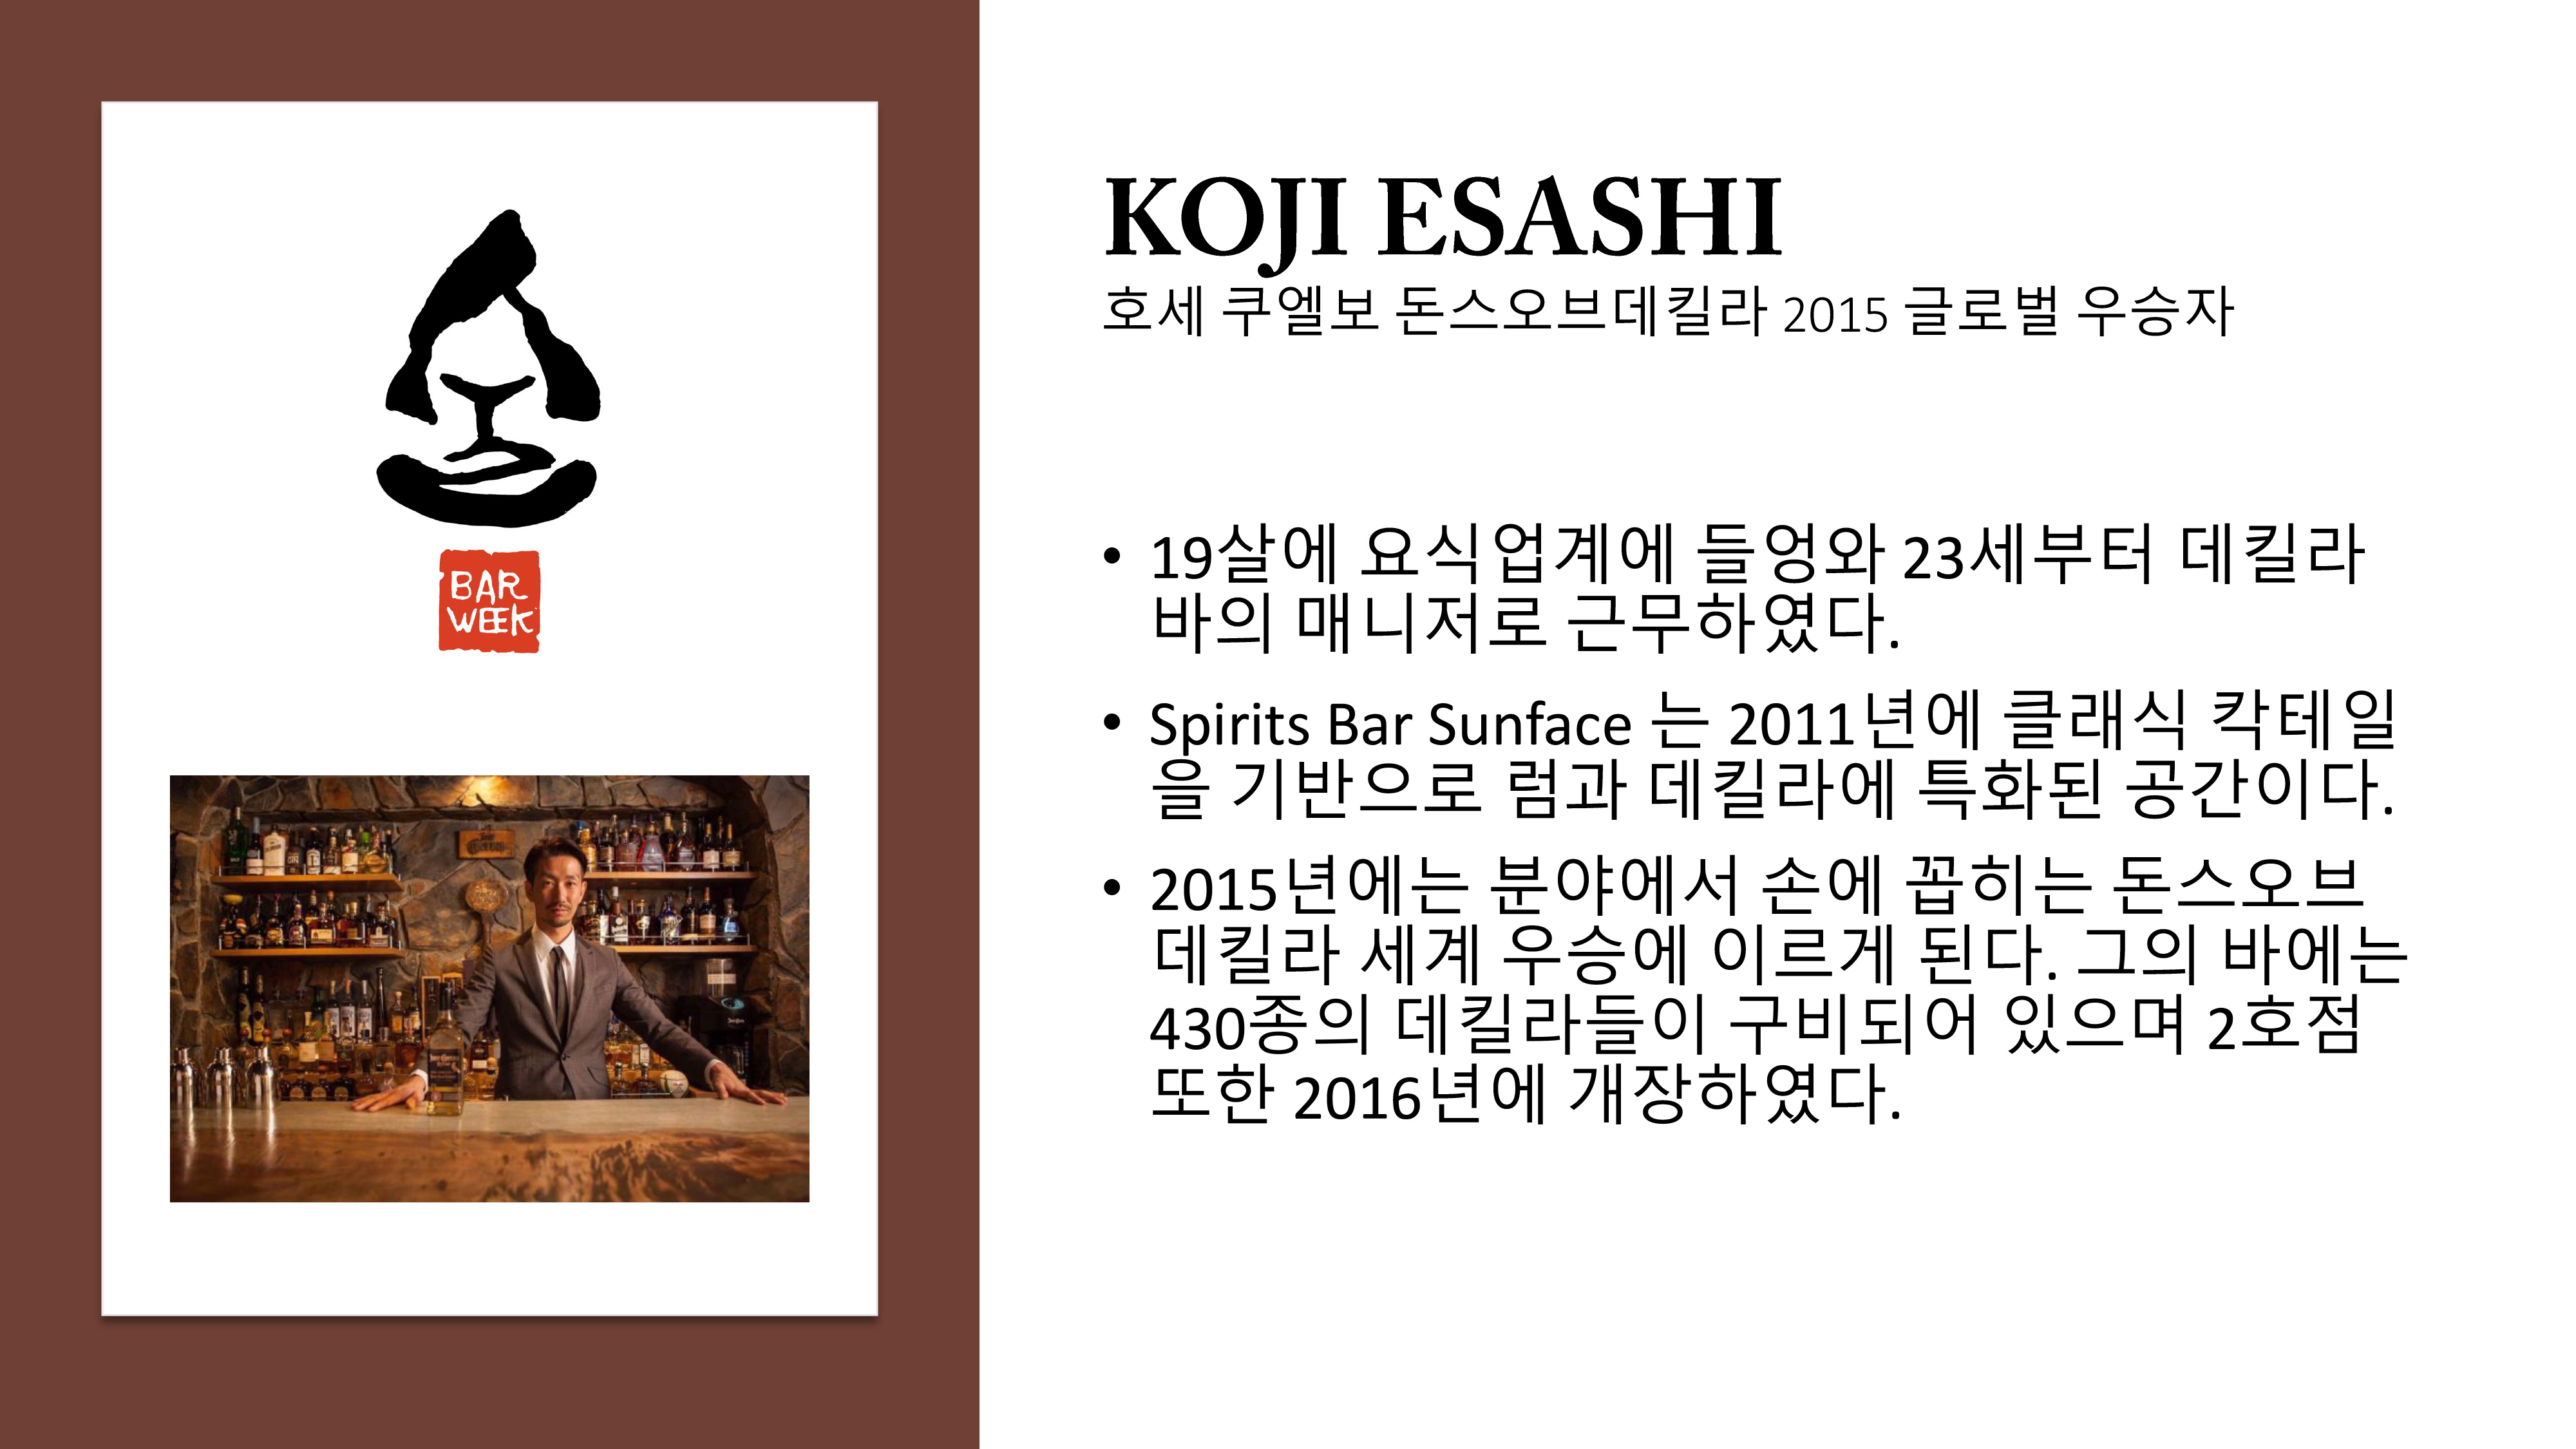 BAR
WEEK
KOJI ESASHI
호세 쿠엘보 돈스오브데킬라 2015 글로벌 우승자
• 19살에 요식업계에 들엉와 23세부터 데킬라
바의 매니저로 근무하였다.
• Spirits Bar Sunface 는 2011년에 클래식 칵테일
을 기반으로 럼과 데킬라에 특화된 공간이다.
• 2015년에는 분야에서 손에 꼽히는 돈스오브
데킬라 세계 우승에 이르게 된다. 그의 바에는
430종의 데킬라들이 구비되어 있으며 2호점
또한 2016년에 개장하였다.